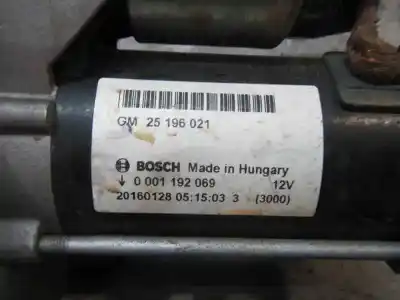 GM 25 196 021
BOSCH Made in Hungary
↓ 0 001 192 069 12V
20160128 05:15:03 3 (3000)